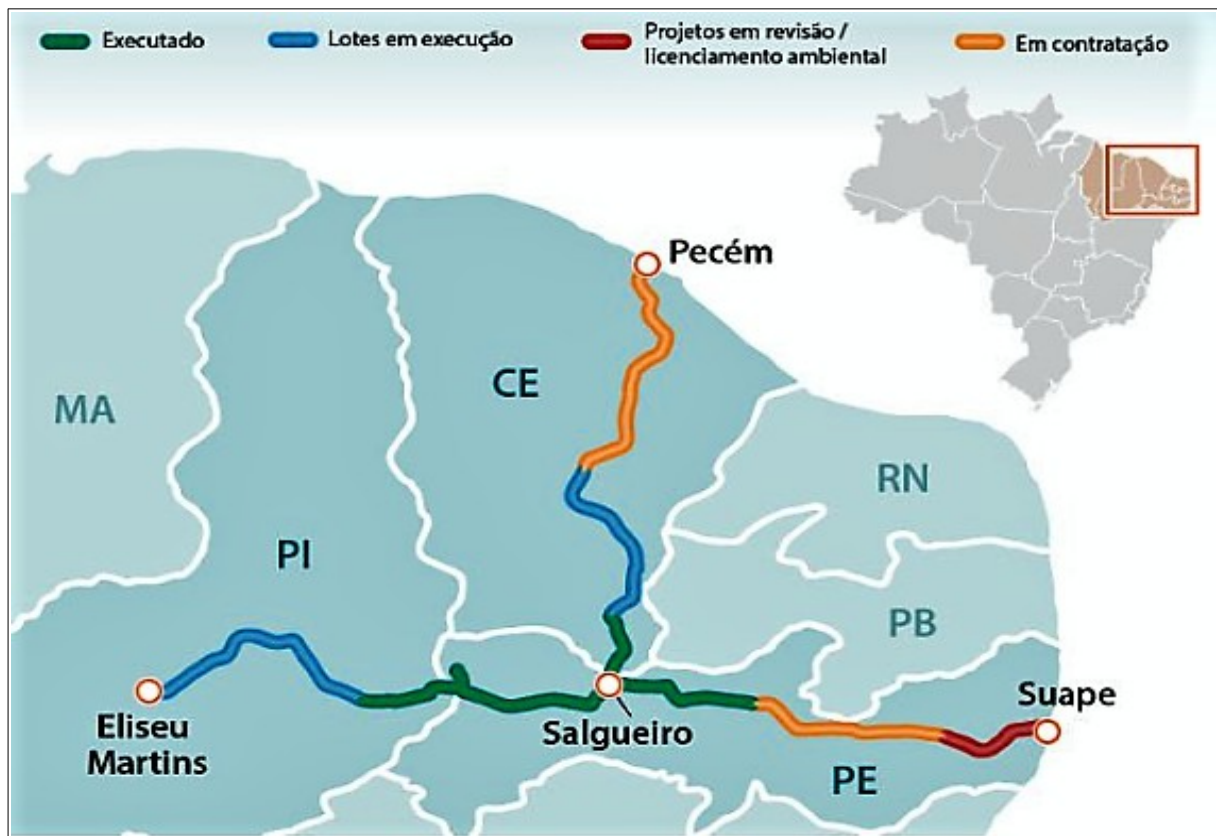 Executado
Lotes em execução
Projetos em revisão /
licenciamento ambiental
Em contratação
Pecém
CE
MA
RN
PI
PB
Suape
Eliseu
Martins
Salgueiro
PE